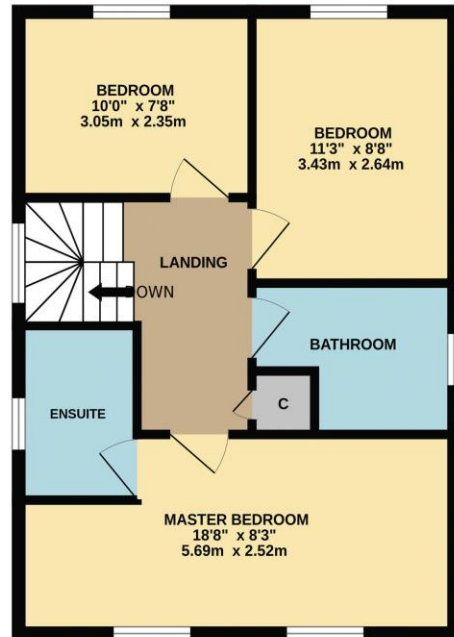 BEDROOM
10'0" x 7'8"
3.05m x 2.35m
BEDROOM
11'3" x 8'8"
3.43m x 2.64m
LANDING
DOWN
BATHROOM
ENSUITE
C
MASTER BEDROOM
18'8" x 8'3"
5.69m x 2.52m